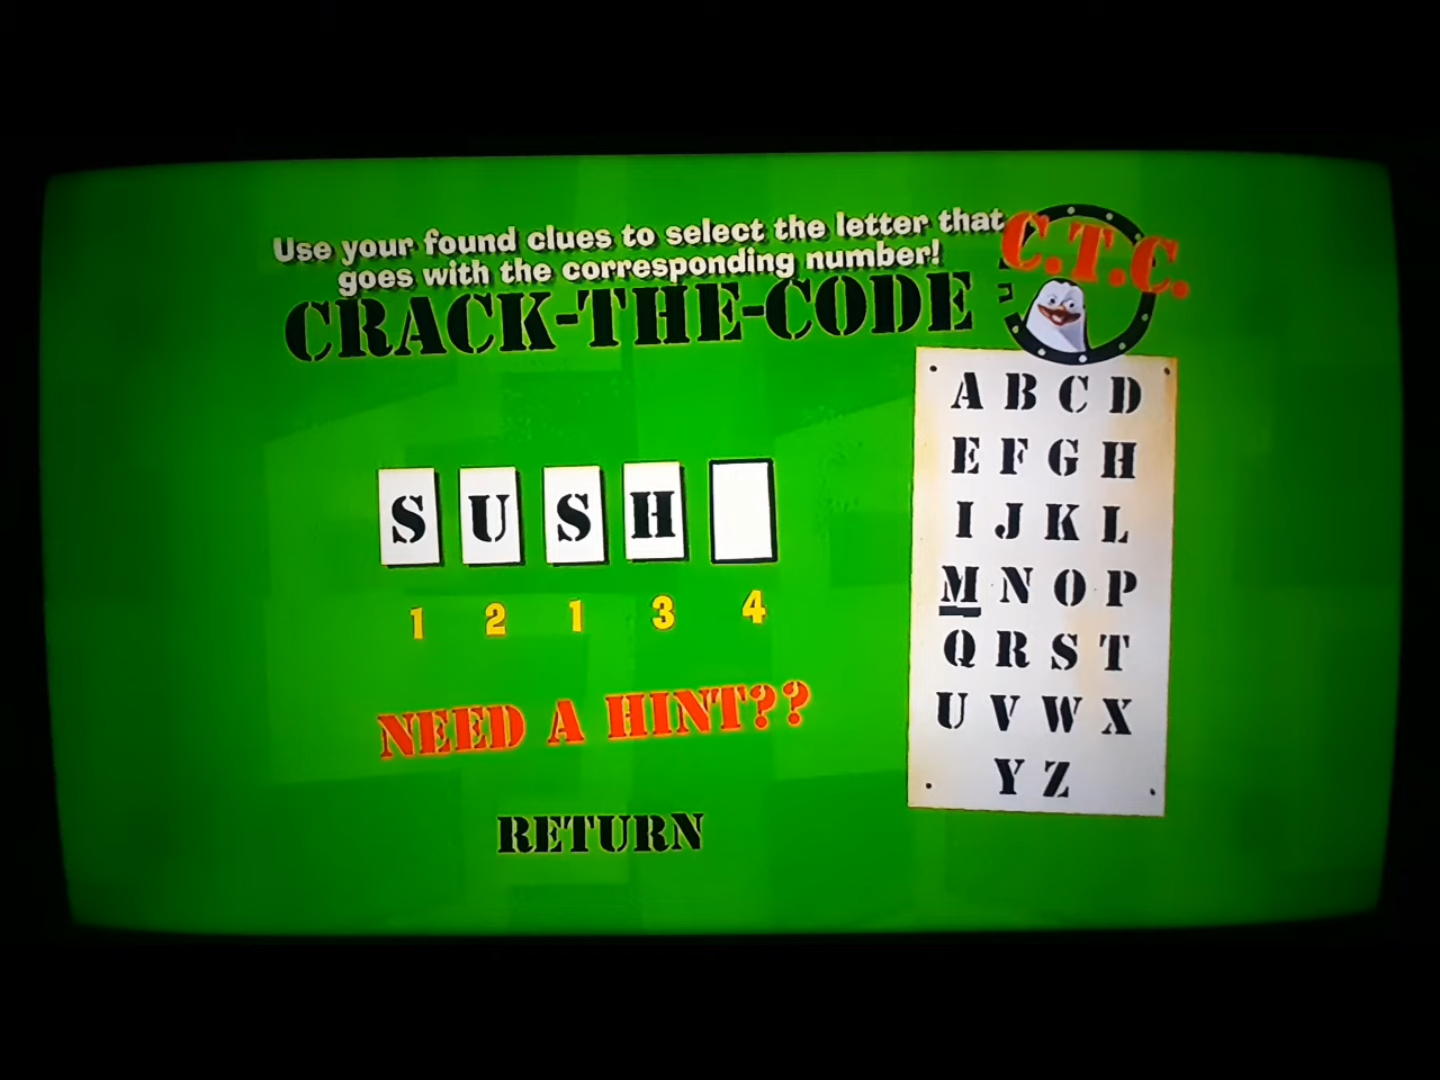 Use your found clues to select the letter that
goes with the corresponding number!
C.T.C.
CRACK-THE-CODE
A B C D
E F G H
I J K L
M N O P
Q R S T
U V W X
Y Z
S U S H
1 2 1 3 4
NEED A HINT??
RETURN